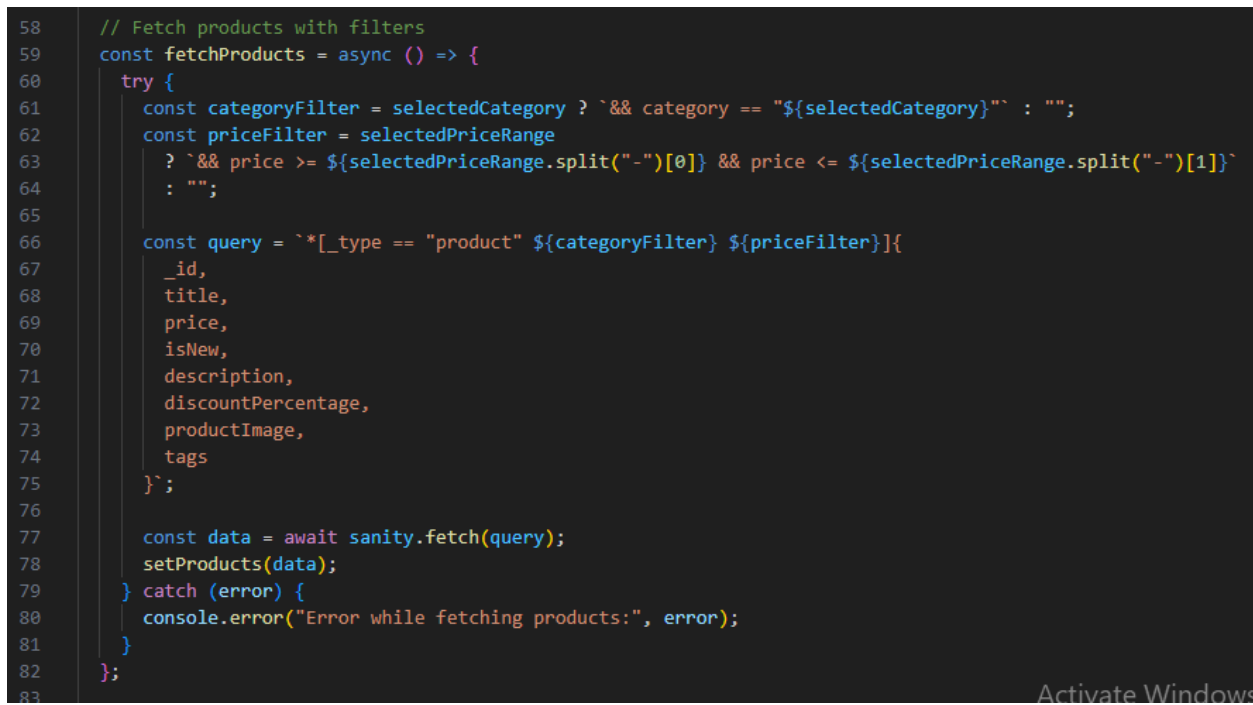 58 // Fetch products with filters
59 const fetchProducts = async () => {
60 try {
61 const categoryFilter = selectedCategory ? `&& category == "${selectedCategory}"` : "";
62 const priceFilter = selectedPriceRange
63 ? `&& price >= ${selectedPriceRange.split("-")[0]} && price <= ${selectedPriceRange.split("-")[1]}`
64 : "";
65
66 const query = `*[_type == "product" ${categoryFilter} ${priceFilter}]{
67 _id,
68 title,
69 price,
70 isNew,
71 description,
72 discountPercentage,
73 productImage,
74 tags
75 }`;
76
77 const data = await sanity.fetch(query);
78 setProducts(data);
79 } catch (error) {
80 console.error("Error while fetching products:", error);
81 }
82 };
83
Activate Windows